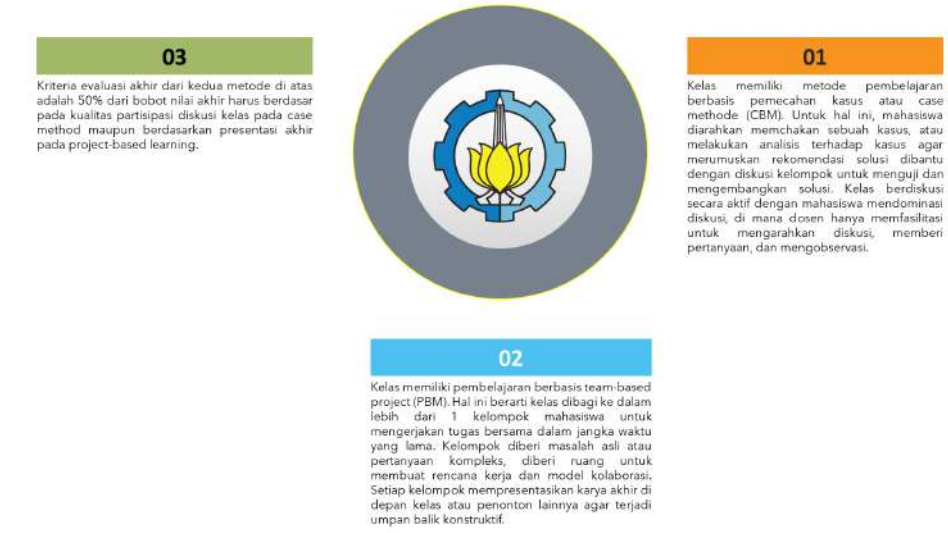 03
Kriteria evaluasi akhir dari kedua metode di atas
adalah 50% dari bobot nilai akhir harus berdasar
pada kualitas partisipasi diskusi kelas pada case
method maupun berdasarkan presentasi akhir
pada project-based learning.
01
Kelas memiliki metode pembelajaran
berbasis pemecahan kasus atau case
methode (CBM). Untuk hal ini, mahasiswa
diarahkan memchakan sebuah kasus, atau
melakukan analisis terhadap kasus agar
merumuskan rekomendasi solusi dibantu
dengan diskusi kelompok untuk menguji dan
mengembangkan solusi. Kelas berdiskusi
secara aktif dengan mahasiswa mendominasi
diskusi, di mana dosen hanya memfasilitasi
untuk mengarahkan diskusi, memberi
pertanyaan, dan mengobservasi.
02
Kelas memiliki pembelajaran berbasis team-based
project (PBM). Hal ini berarti kelas dibagi ke dalam
lebih dari 1 kelompok mahasiswa untuk
mengerjakan tugas bersama dalam jangka waktu
yang lama. Kelompok diberi masalah asli atau
pertanyaan kompleks, diberi ruang untuk
membuat rencana kerja dan model kolaborasi.
Setiap kelompok mempresentasikan karya akhir di
depan kelas atau penonton lainnya agar terjadi
umpan balik konstruktif.